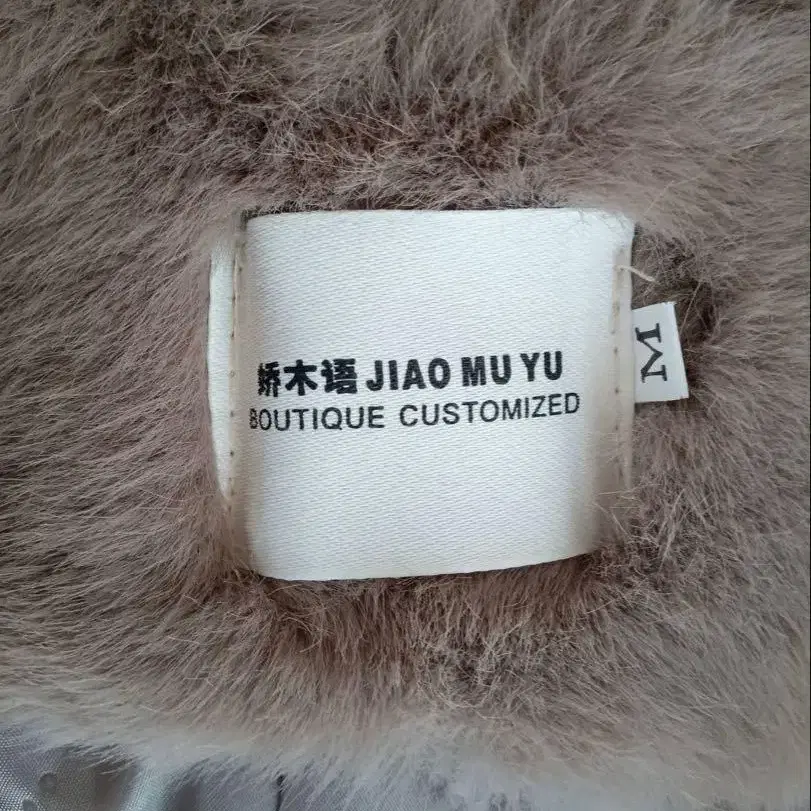 娇木语 JIAO MU YU
BOUTIQUE CUSTOMIZED
M